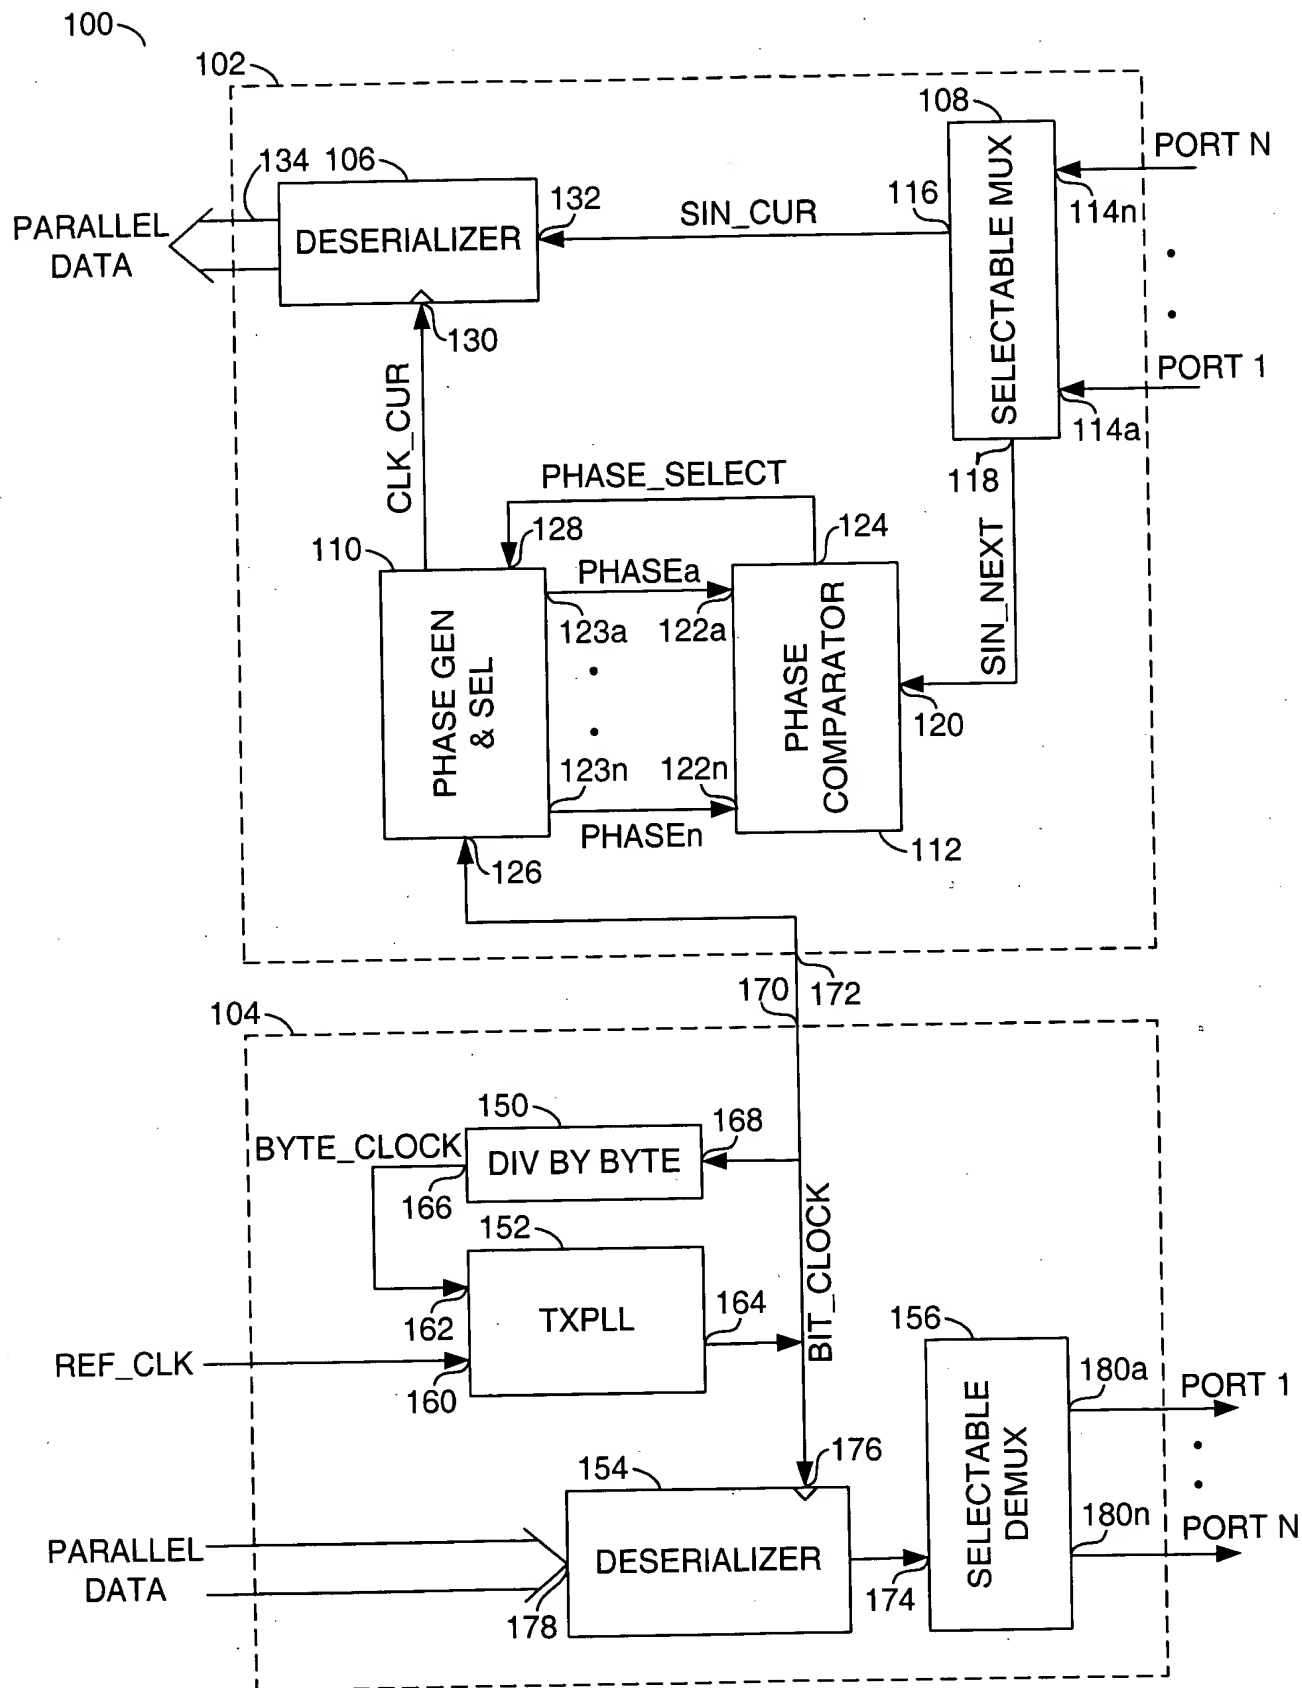 100
102
108
PORT N
134 106
132
116
SIN_CUR
SELECTABLE MUX
114n
PARALLEL
DATA
DESERIALIZER
130
PORT 1
114a
CLK_CUR
118
PHASE_SELECT
128
124
110
PHASEa
SIN_NEXT
123a
122a
PHASE GEN
& SEL
PHASE
COMPARATOR
120
123n
122n
PHASEn
112
126
170
172
104
150
168
BYTE_CLOCK
DIV BY BYTE
166
152
BIT_CLOCK
162
TXPLL
164
156
REF_CLK
160
180a
PORT 1
176
154
SELECTABLE
DEMUX
180n
PORT N
PARALLEL
DATA
DESERIALIZER
174
178